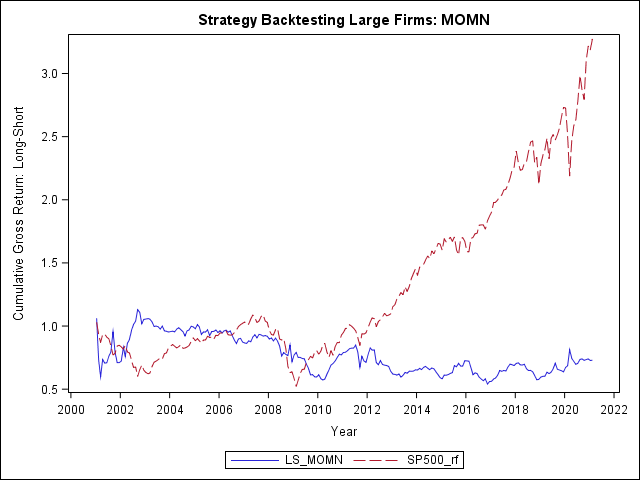 Strategy Backtesting Large Firms: MOMN
Cumulative Gross Return: Long-Short
3.0
2.5
2.0
1.5
1.0
0.5
2000 2002 2004 2006 2008 2010 2012 2014 2016 2018 2020 2022
Year
LS_MOMN SP500_rf